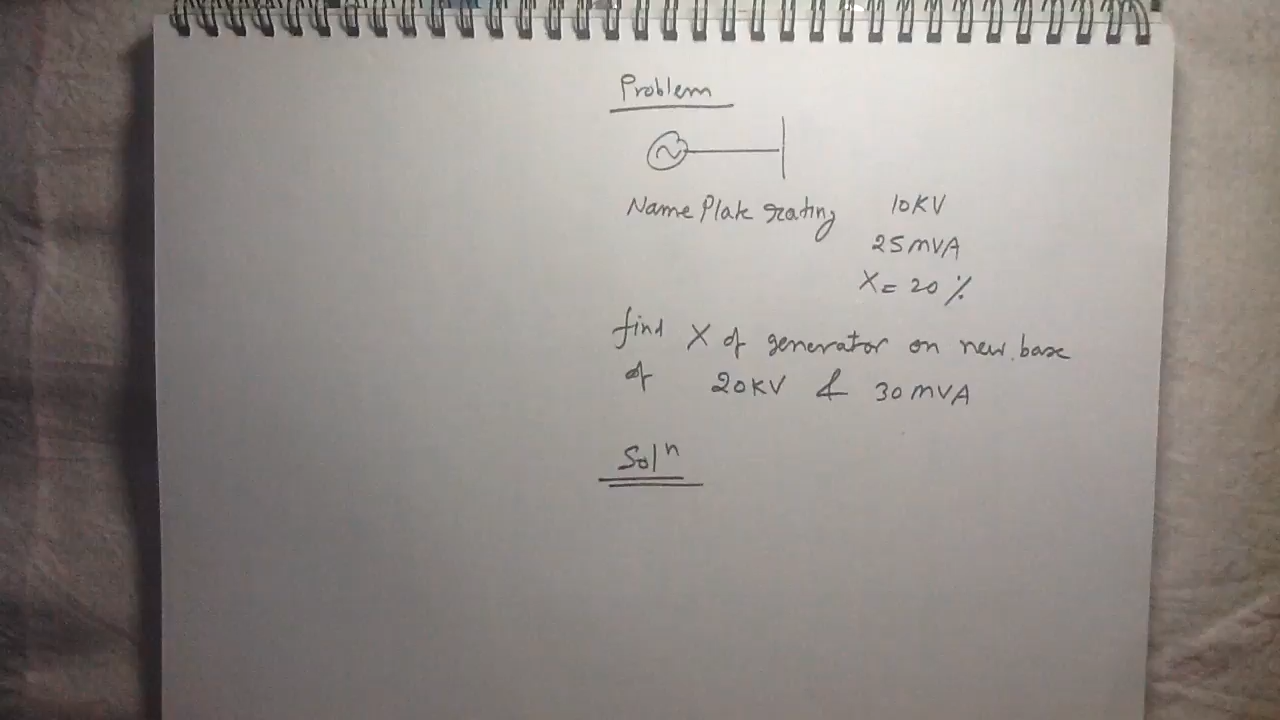 Problem
Name Plate rating 10KV
25MVA
X = 20%
find X of generator on new base
of 20KV & 30MVA
Solⁿ